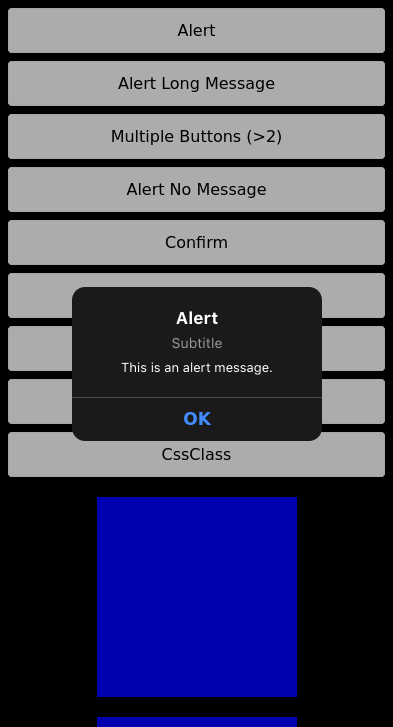 Alert
Alert Long Message
Multiple Buttons (>2)
Alert No Message
Confirm
Alert
Subtitle
This is an alert message.
OK
CssClass